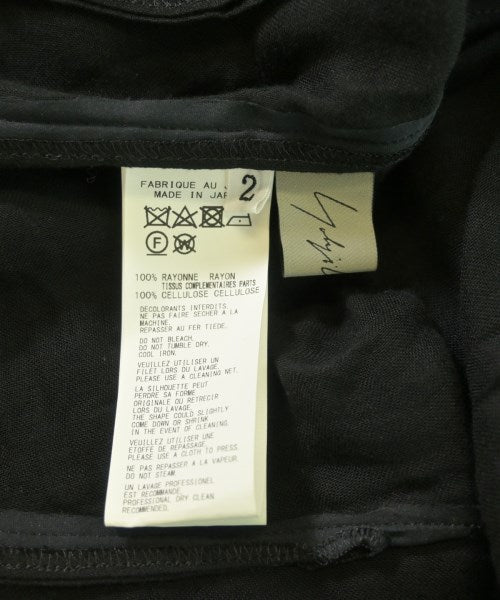 FABRIQUE AU J
MADE IN JAP
2
F
W
100% RAYONNE RAYON
TISSUS COMPLEMENTAIRES PARTS
100% CELLULOSE CELLULOSE
DECOLORANTS INTERDITS.
NE PAS FAIRE SECHER A LA
MACHINE.
REPASSER AU FER TIEDE.
DO NOT BLEACH.
DO NOT TUMBLE DRY.
COOL IRON.
VEUILLEZ UTILISER UN
FILET LORS DU LAVAGE.
PLEASE USE A CLEANING NET.
LA SILHOUETTE PEUT
PERDRE SA FORME
ORIGINALE OU RETRECIR
LORS DU LAVAGE.
THE SHAPE COULD SLIGHTLY
COME DOWN OR SHRINK
IN THE EVENT OF CLEANING.
VEUILLEZ UTILISER UNE
ETOFFE DE REPASSAGE.
PLEASE USE A CLOTH TO PRESS.
NE PAS REPASSER A LA VAPEUR.
DO NOT STEAM.
UN LAVAGE PROFESSIONEL
EST RECOMMANDE.
PROFESSIONAL DRY CLEAN
RECOMMENDED.
Yohji